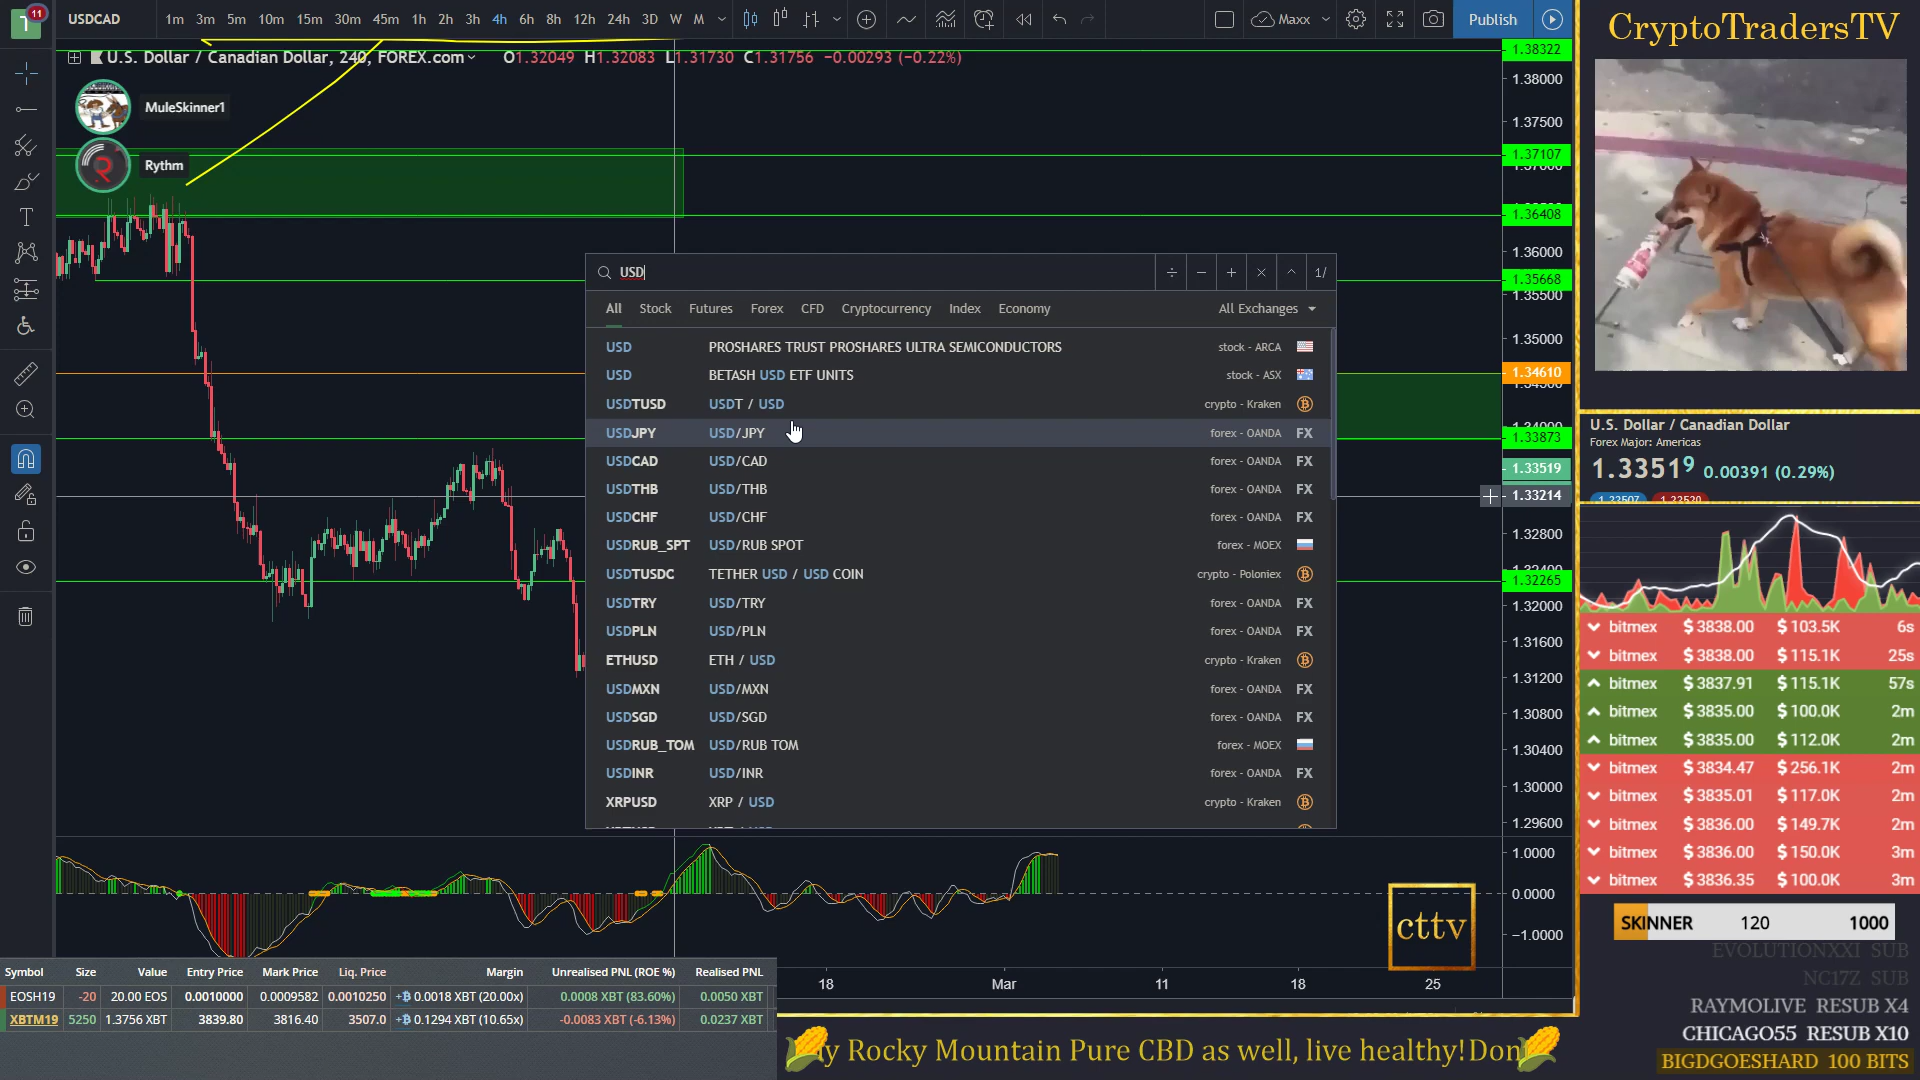 11
USDCAD 1m 3m 5m 10m 15m 30m 45m 1h 2h 3h 4h 6h 8h 12h 24h 3D W M
Maxx
Publish
U.S. Dollar / Canadian Dollar, 240, FOREX.com O1.32049 H1.32083 L1.31730 C1.31756 −0.00293 (−0.22%)
MuleSkinner1
Rythm
USD
÷ − + × ^ 1/
All Stock Futures Forex CFD Cryptocurrency Index Economy All Exchanges
USD PROSHARES TRUST PROSHARES ULTRA SEMICONDUCTORS stock - ARCA
USD BETASH USD ETF UNITS stock - ASX
USDTUSD USDT / USD crypto - Kraken
USDJPY USD/JPY forex - OANDA FX
USDCAD USD/CAD forex - OANDA FX
USDTHB USD/THB forex - OANDA FX
USDCHF USD/CHF forex - OANDA FX
USDRUB_SPT USD/RUB SPOT forex - MOEX
USDTUSDC TETHER USD / USD COIN crypto - Poloniex
USDTRY USD/TRY forex - OANDA FX
USDPLN USD/PLN forex - OANDA FX
ETHUSD ETH / USD crypto - Kraken
USDMXN USD/MXN forex - OANDA FX
USDSGD USD/SGD forex - OANDA FX
USDRUB_TOM USD/RUB TOM forex - MOEX
USDINR USD/INR forex - OANDA FX
XRPUSD XRP / USD crypto - Kraken
1.38322
1.38000
1.37500
1.37107
1.36408
1.36000
1.35668
1.35500
1.35000
1.34610
1.33873
1.33519
1.33214
1.32800
1.32265
1.32000
1.31600
1.31200
1.30800
1.30400
1.30000
1.29600
1.0000
0.0000
−1.0000
18 Mar 11 18 25
cttv
Symbol Size Value Entry Price Mark Price Liq. Price Margin Unrealised PNL (ROE %) Realised PNL
EOSH19 -20 20.00 EOS 0.0010000 0.0009582 0.0010250 0.0018 XBT (20.00x) 0.0008 XBT (83.60%) 0.0050 XBT
XBTM19 5250 1.3756 XBT 3839.80 3816.40 3507.0 0.1294 XBT (10.65x) -0.0083 XBT (-6.13%) 0.0237 XBT
y Rocky Mountain Pure CBD as well, live healthy!Don
CryptoTradersTV
U.S. Dollar / Canadian Dollar
Forex Major: Americas
1.33519 0.00391 (0.29%)
bitmex $3838.00 $103.5K 6s
bitmex $3838.00 $115.1K 25s
bitmex $3837.91 $115.1K 57s
bitmex $3835.00 $100.0K 2m
bitmex $3835.00 $112.0K 2m
bitmex $3834.47 $256.1K 2m
bitmex $3835.01 $117.0K 2m
bitmex $3836.00 $149.7K 2m
bitmex $3836.00 $150.0K 3m
bitmex $3836.35 $100.0K 3m
SKINNER 120 1000
EVOLUTIONXXI SUB
NC17Z SUB
RAYMOLIVE RESUB X4
CHICAGO55 RESUB X10
BIGDGOESHARD 100 BITS